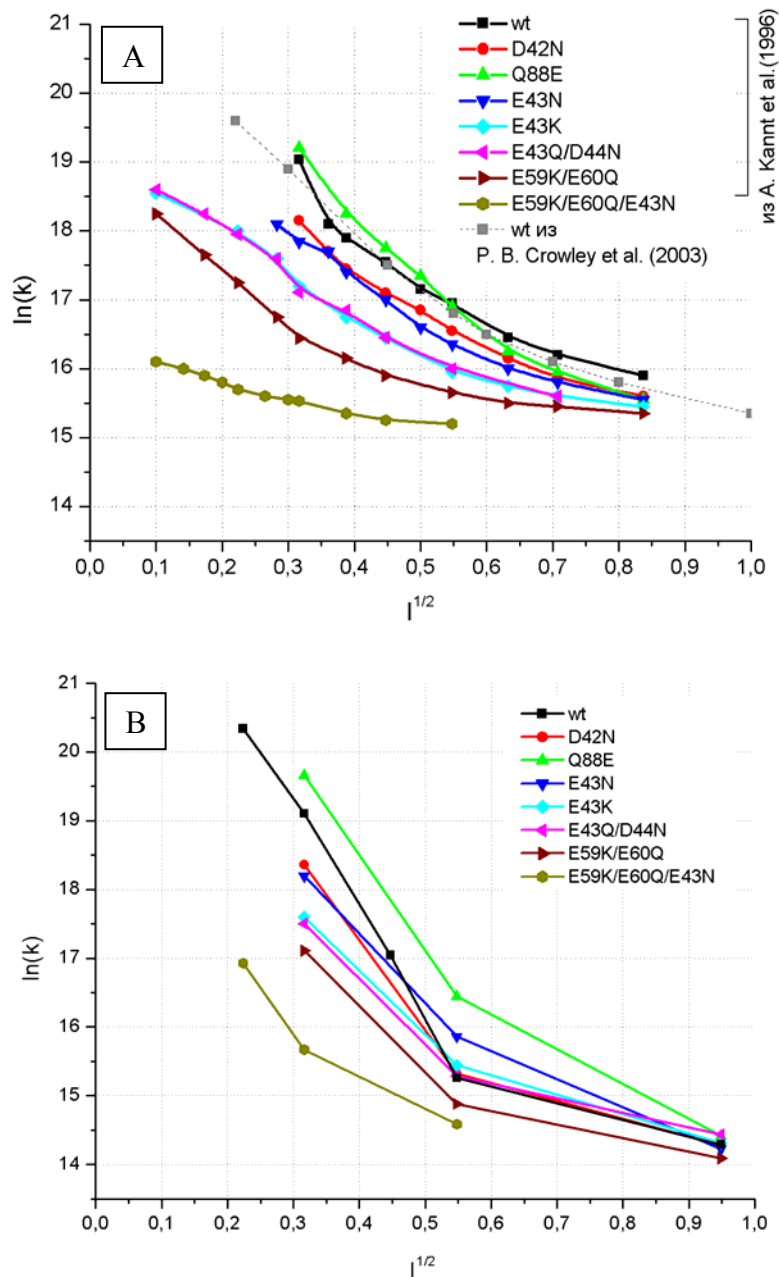 A
21
20
19
18
17
16
15
14
ln(k)
0,0 0,1 0,2 0,3 0,4 0,5 0,6 0,7 0,8 0,9 1,0
I^1/2
wt
D42N
Q88E
E43N
E43K
E43Q/D44N
E59K/E60Q
E59K/E60Q/E43N
wt из
P. B. Crowley et al. (2003)
из A. Kannt et al.(1996)
B
21
20
19
18
17
16
15
14
ln(k)
0,0 0,1 0,2 0,3 0,4 0,5 0,6 0,7 0,8 0,9 1,0
I^1/2
wt
D42N
Q88E
E43N
E43K
E43Q/D44N
E59K/E60Q
E59K/E60Q/E43N